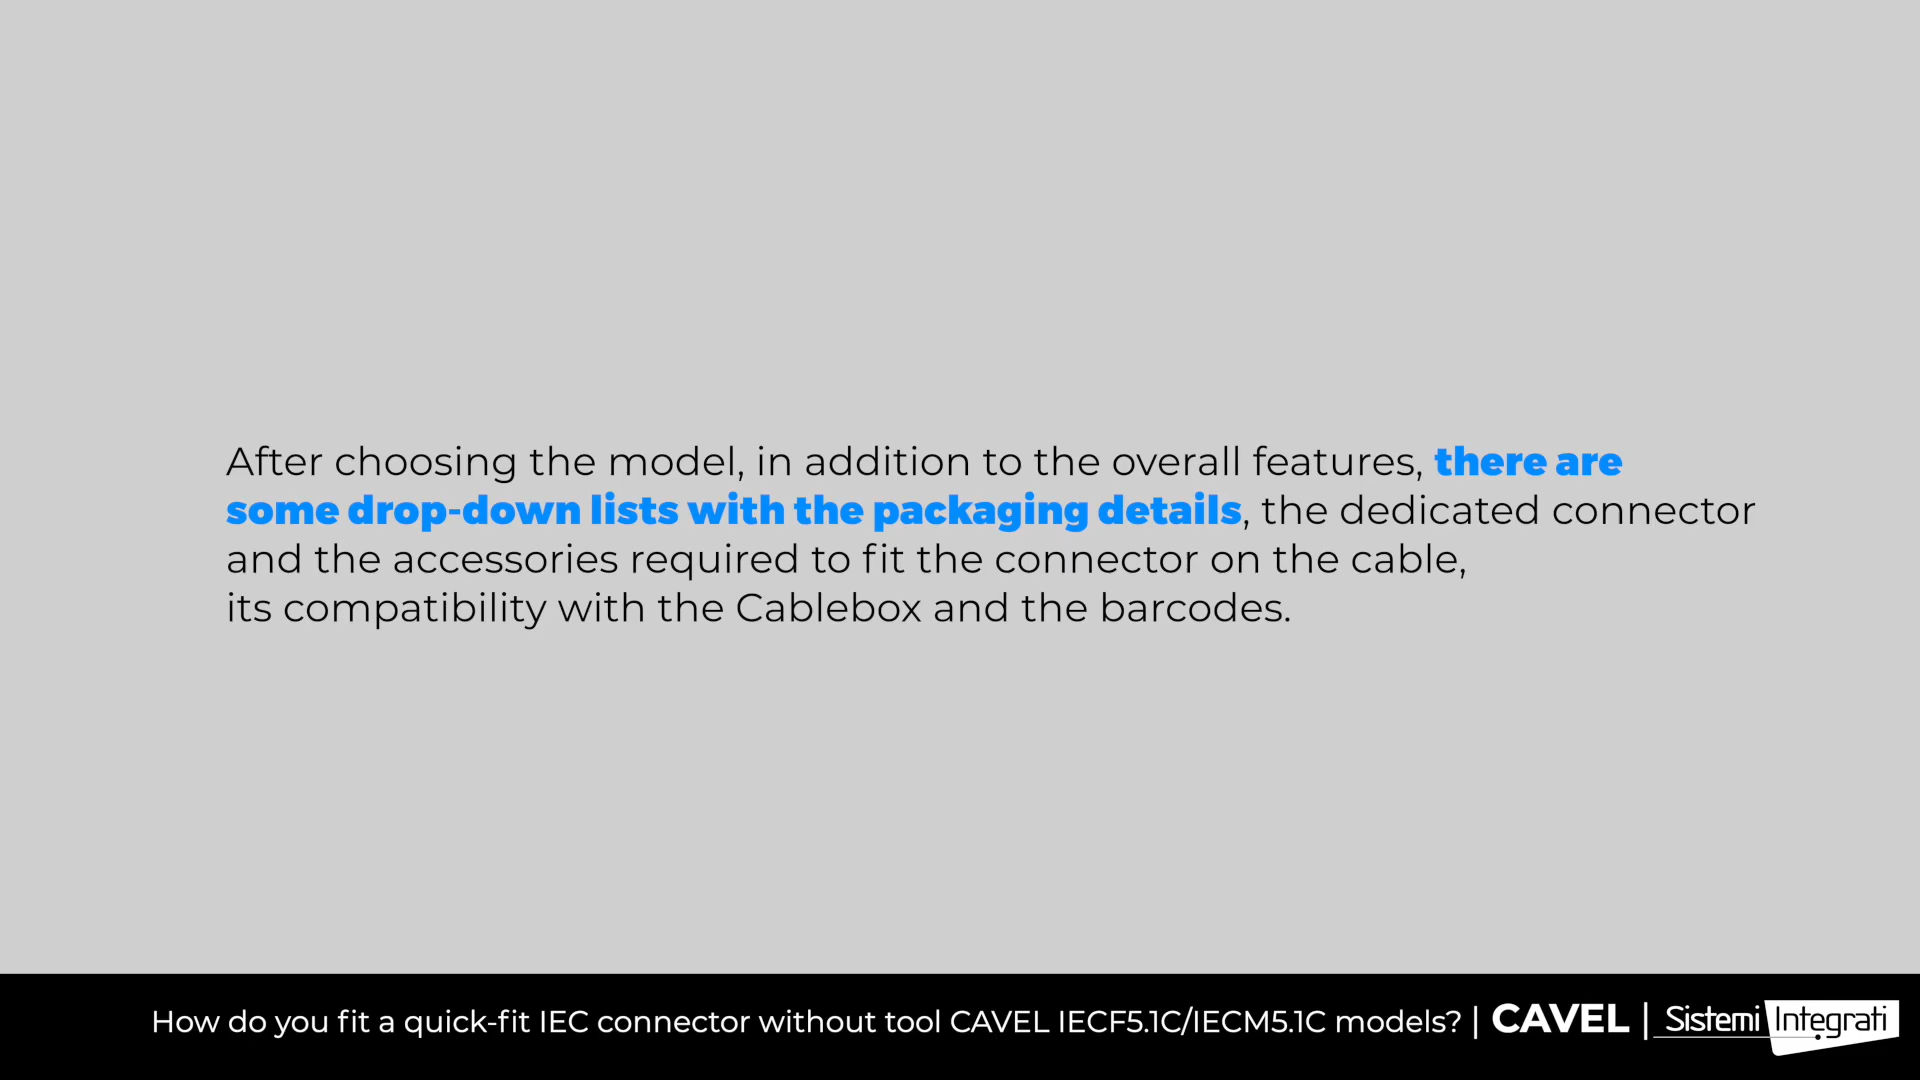 After choosing the model, in addition to the overall features, there are
some drop-down lists with the packaging details, the dedicated connector
and the accessories required to fit the connector on the cable,
its compatibility with the Cablebox and the barcodes.
How do you fit a quick-fit IEC connector without tool CAVEL IECF5.1C/IECM5.1C models? | CAVEL | Sistemi Integrati